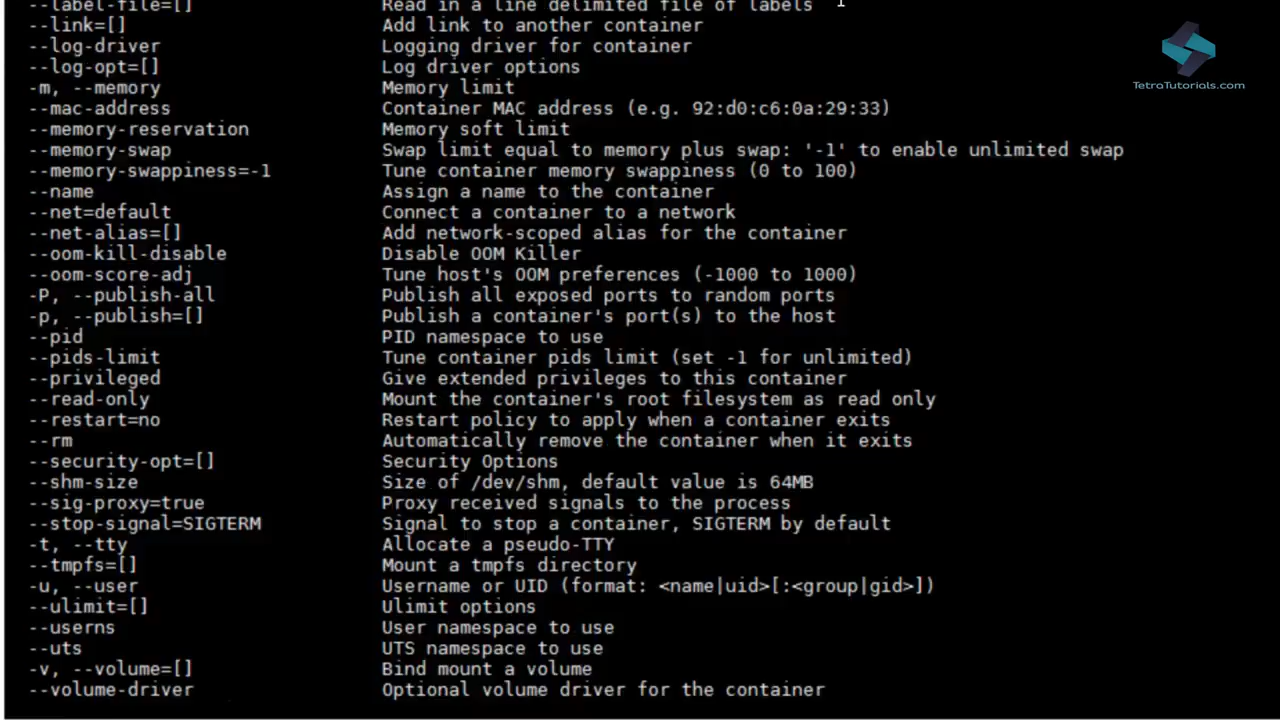 --label-file=[] Read in a line delimited file of labels
--link=[] Add link to another container
--log-driver Logging driver for container
--log-opt=[] Log driver options
-m, --memory Memory limit
--mac-address Container MAC address (e.g. 92:d0:c6:0a:29:33)
--memory-reservation Memory soft limit
--memory-swap Swap limit equal to memory plus swap: '-1' to enable unlimited swap
--memory-swappiness=-1 Tune container memory swappiness (0 to 100)
--name Assign a name to the container
--net=default Connect a container to a network
--net-alias=[] Add network-scoped alias for the container
--oom-kill-disable Disable OOM Killer
--oom-score-adj Tune host's OOM preferences (-1000 to 1000)
-P, --publish-all Publish all exposed ports to random ports
-p, --publish=[] Publish a container's port(s) to the host
--pid PID namespace to use
--pids-limit Tune container pids limit (set -1 for unlimited)
--privileged Give extended privileges to this container
--read-only Mount the container's root filesystem as read only
--restart=no Restart policy to apply when a container exits
--rm Automatically remove the container when it exits
--security-opt=[] Security Options
--shm-size Size of /dev/shm, default value is 64MB
--sig-proxy=true Proxy received signals to the process
--stop-signal=SIGTERM Signal to stop a container, SIGTERM by default
-t, --tty Allocate a pseudo-TTY
--tmpfs=[] Mount a tmpfs directory
-u, --user Username or UID (format: <name|uid>[:<group|gid>])
--ulimit=[] Ulimit options
--userns User namespace to use
--uts UTS namespace to use
-v, --volume=[] Bind mount a volume
--volume-driver Optional volume driver for the container
TetraTutorials.com